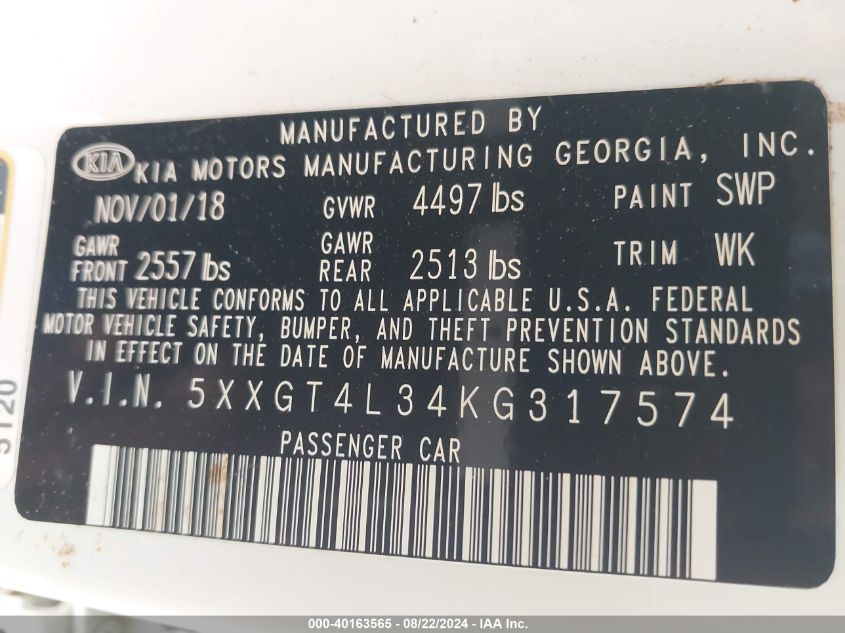 MANUFACTURED BY
KIA KIA MOTORS MANUFACTURING GEORGIA, INC.
NOV/01/18 GVWR 4497 lbs PAINT SWP
GAWR FRONT 2557 lbs GAWR REAR 2513 lbs TRIM WK
THIS VEHICLE CONFORMS TO ALL APPLICABLE U.S.A. FEDERAL
MOTOR VEHICLE SAFETY, BUMPER, AND THEFT PREVENTION STANDARDS
IN EFFECT ON THE DATE OF MANUFACTURE SHOWN ABOVE.
V.I.N. 5XXGT4L34KG317574
PASSENGER CAR
000-40163565 - 08/22/2024 - IAA Inc.